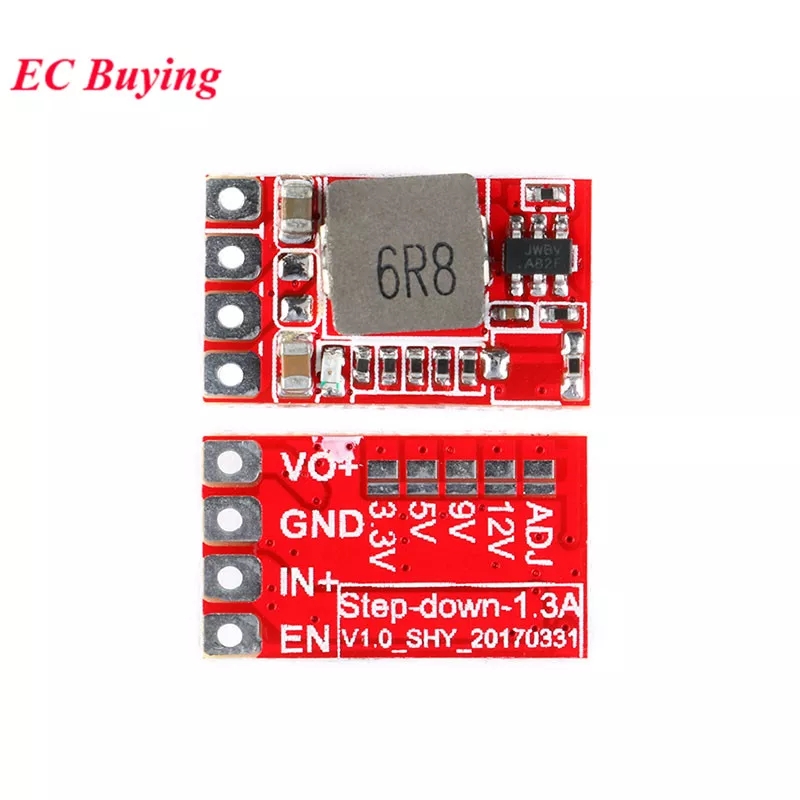 EC Buying
6R8
JWBV
VO+
GND
IN+
EN
3.3V
5V
9V
12V
ADJ
Step-down-1.3A
V1.0_SHY_20170331